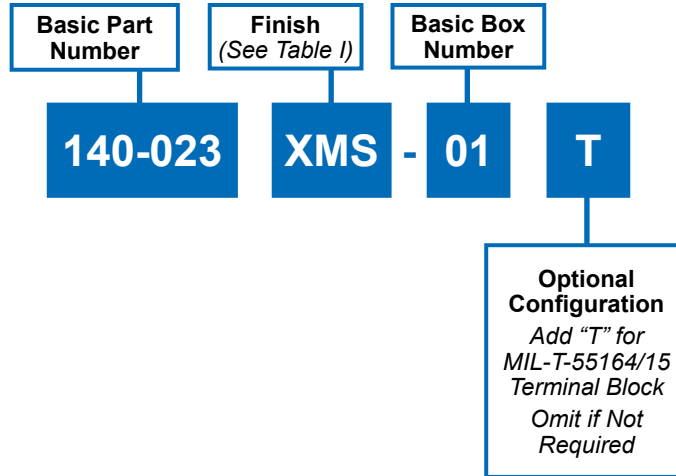 Basic Part
Number
Finish
(See Table I)
Basic Box
Number
140-023 XMS - 01 T
Optional
Configuration
Add “T” for
MIL-T-55164/15
Terminal Block
Omit if Not
Required